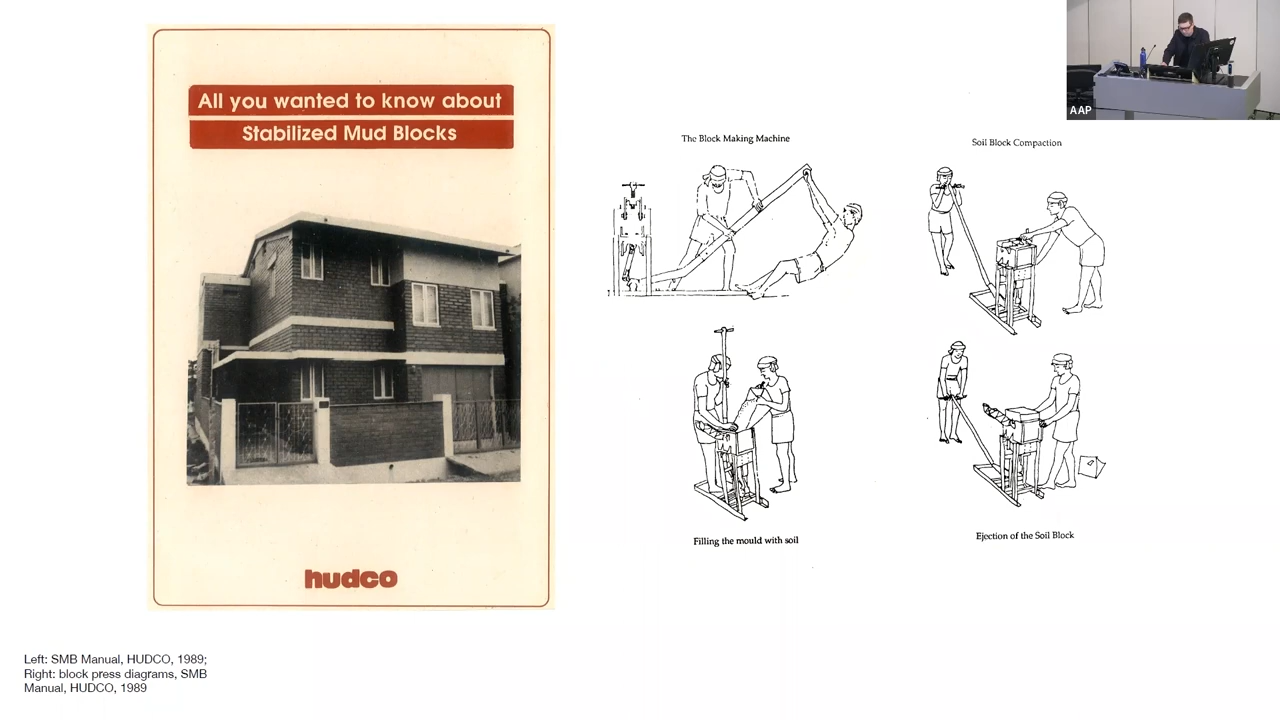 All you wanted to know about
Stabilized Mud Blocks
hudco
The Block Making Machine
Soil Block Compaction
Filling the mould with soil
Ejection of the Soil Block
AAP
Left: SMB Manual, HUDCO, 1989;
Right: block press diagrams, SMB
Manual, HUDCO, 1989